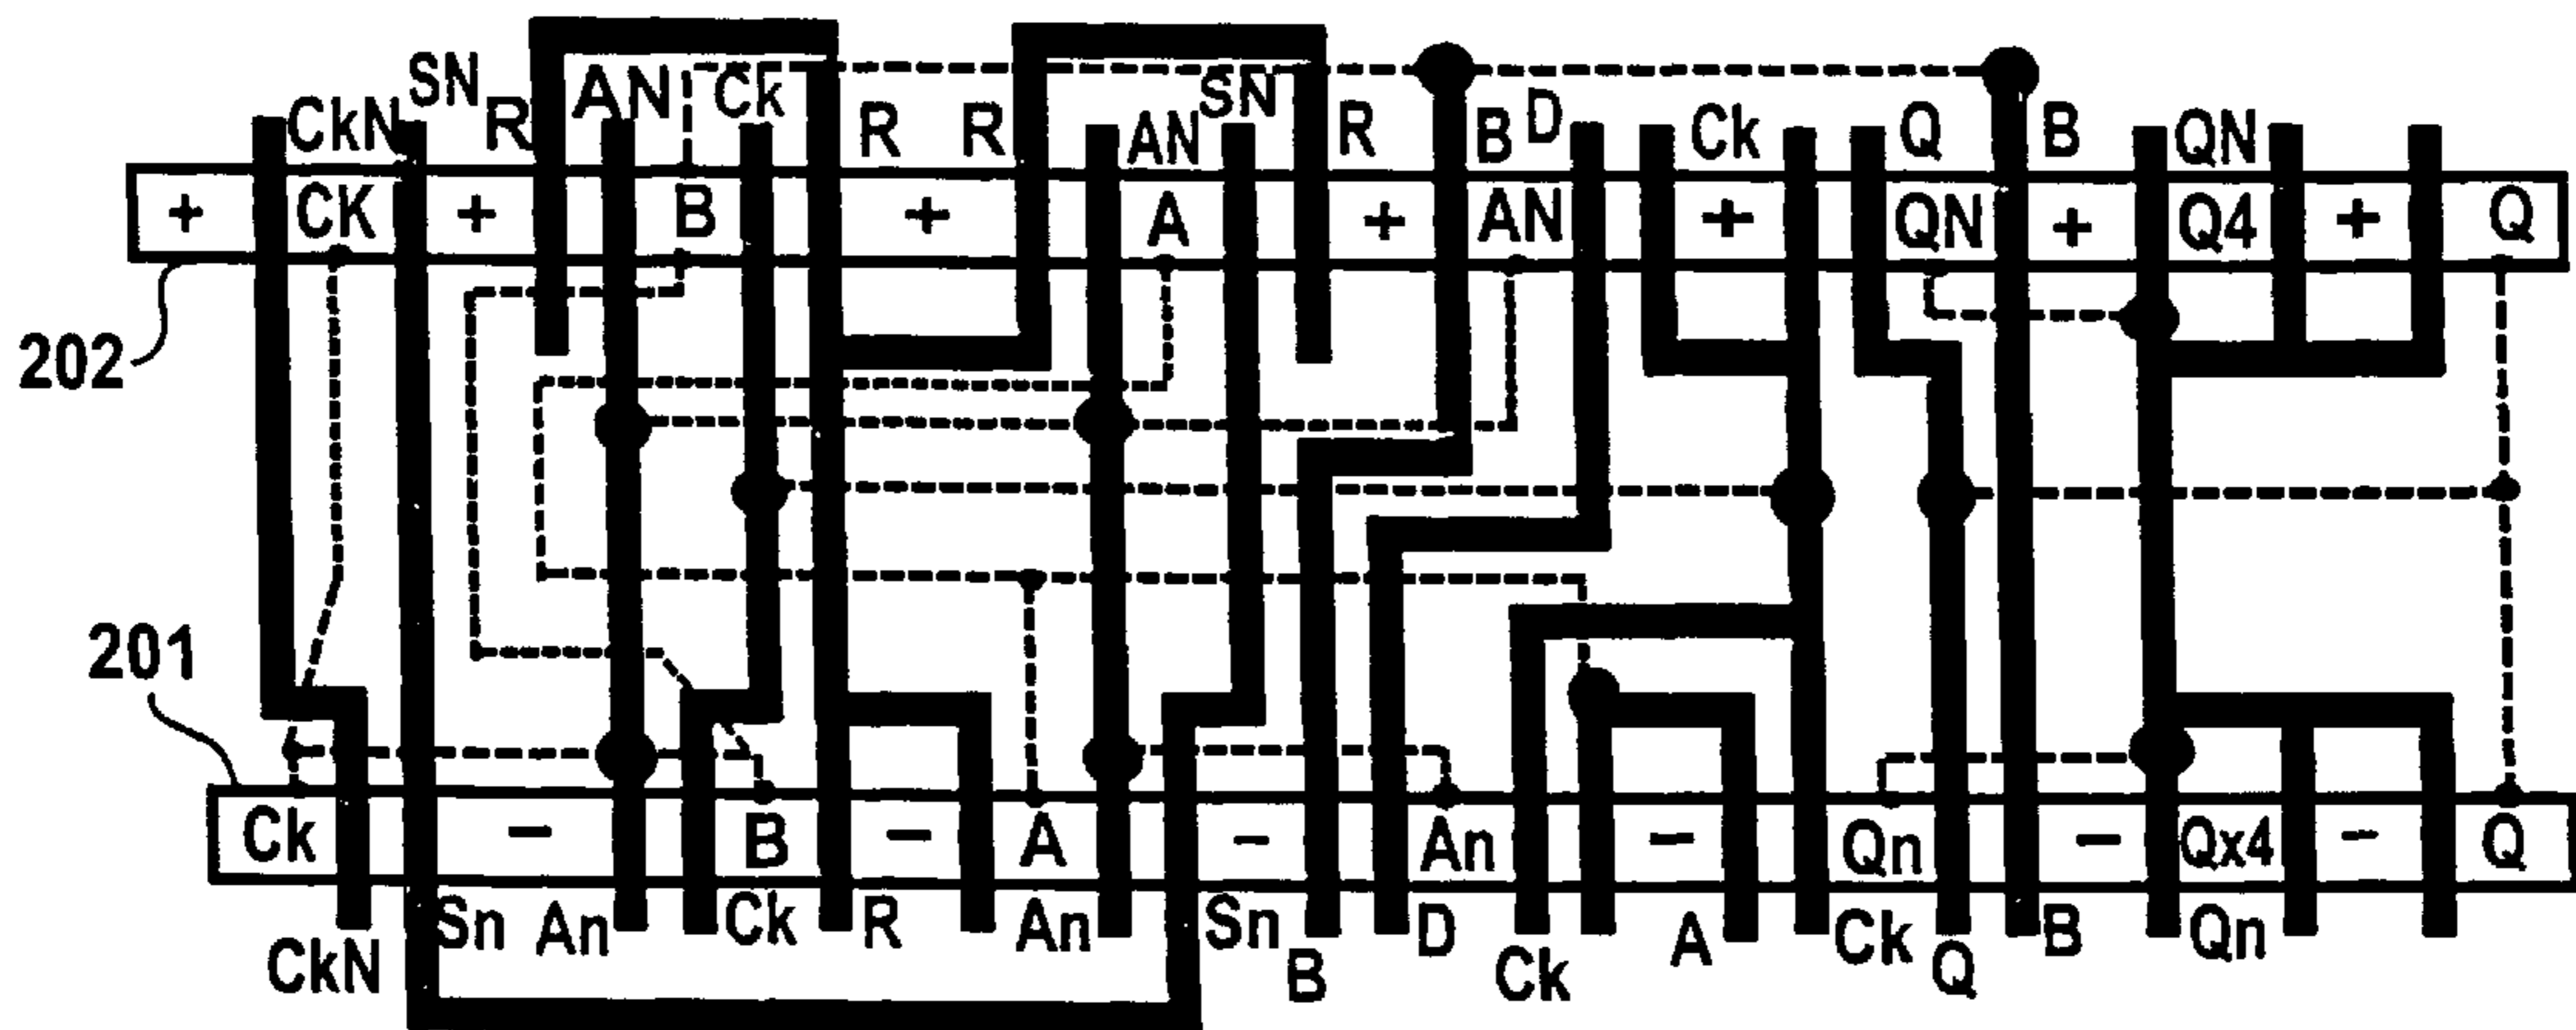 SN AN Ck SN D
CkN R R R AN R B Ck Q B QN
+ CK + B + A + AN + QN + Q4 + Q
202
201
Ck − B − A − An − Qn − Qx4 − Q
Sn An Ck R An Sn D A Ck B Qn
CkN B Ck Q